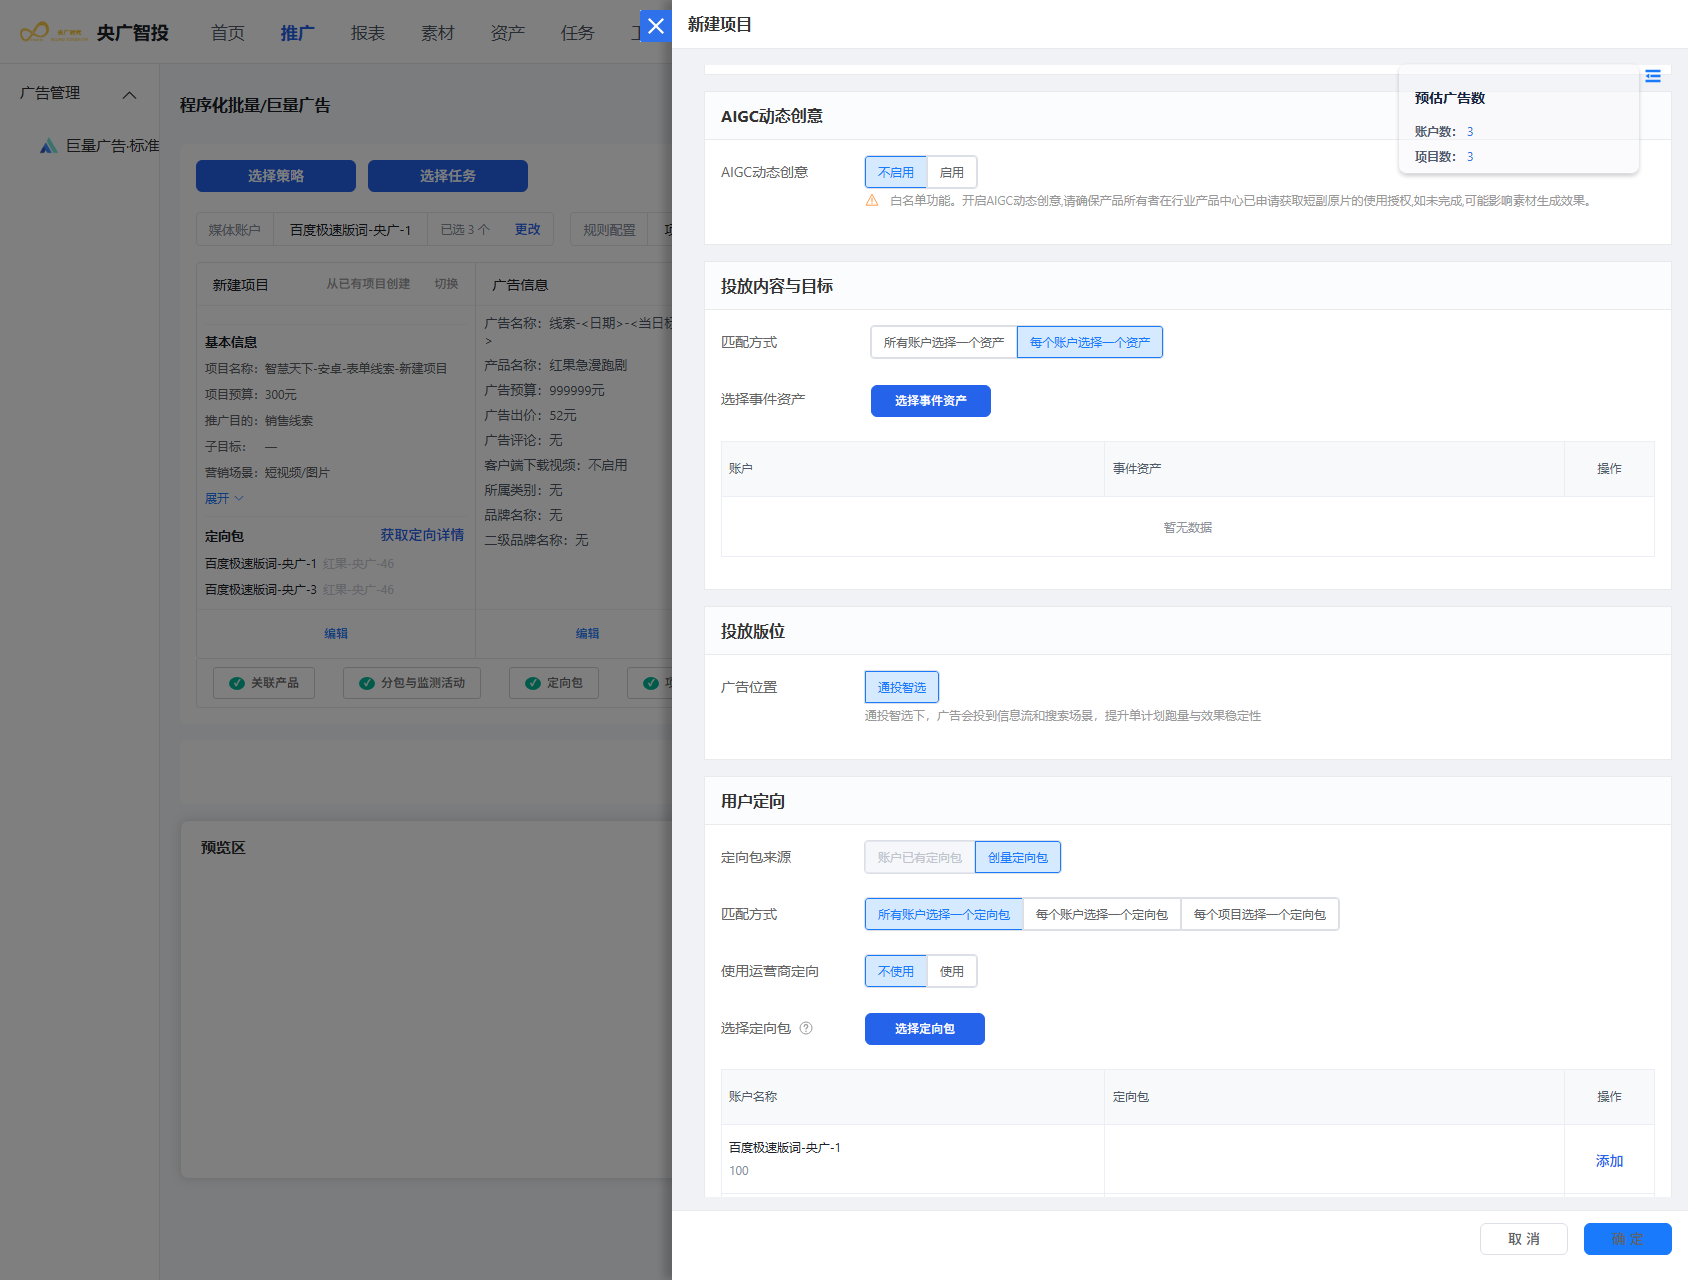 央广智投
首页
推广
报表
素材
资产
任务
广告管理
巨量广告·标准
程序化批量/巨量广告
选择策略
选择任务
媒体账户
百度极速版词-央广-1
已选 3 个
更改
规则配置
新建项目
从已有项目创建
切换
基本信息
项目名称：智慧天下-安卓-表单线索-新建项目
项目预算：300元
推广目的：销售线索
子目标：—
营销场景：短视频/图片
展开
定向包
获取定向详情
百度极速版词-央广-1 红果-央广-46
百度极速版词-央广-3 红果-央广-46
编辑
广告信息
广告名称：线索-<日期>-<当日标
>
产品名称：红果急漫跑剧
广告预算：999999元
广告出价：52元
广告评论：无
客户端下载视频：不启用
所属类别：无
品牌名称：无
二级品牌名称：无
编辑
关联产品
分包与监测活动
定向包
预览区
新建项目
预估广告数
账户数：3
项目数：3
AIGC动态创意
AIGC动态创意
不启用
启用
白名单功能。开启AIGC动态创意,请确保产品所有者在行业产品中心已申请获取短剧原片的使用授权,如未完成,可能影响素材生成效果。
投放内容与目标
匹配方式
所有账户选择一个资产
每个账户选择一个资产
选择事件资产
选择事件资产
账户
事件资产
操作
暂无数据
投放版位
广告位置
通投智选
通投智选下，广告会投到信息流和搜索场景，提升单计划跑量与效果稳定性
用户定向
定向包来源
账户已有定向包
创量定向包
匹配方式
所有账户选择一个定向包
每个账户选择一个定向包
每个项目选择一个定向包
使用运营商定向
不使用
使用
选择定向包
选择定向包
账户名称
定向包
操作
百度极速版词-央广-1
100
添加
取 消
确 定